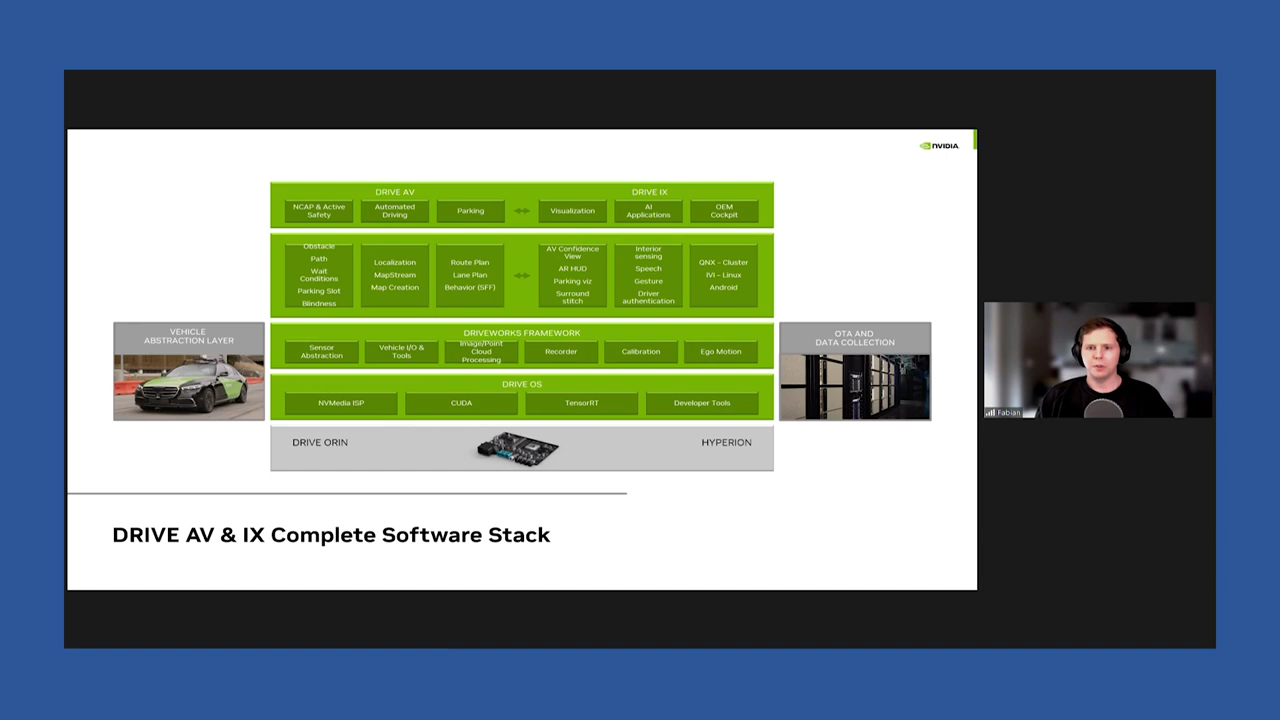 NVIDIA.
DRIVE AV
DRIVE IX
NCAP & Active
Safety
Automated
Driving
Parking
Visualization
AI
Applications
OEM
Cockpit
Obstacle
Path
Wait
Conditions
Parking Slot
Blindness
Localization
MapStream
Map Creation
Route Plan
Lane Plan
Behavior (SFF)
AV Confidence
View
AR HUD
Parking viz
Surround
stitch
Interior
sensing
Speech
Gesture
Driver
authentication
QNX – Cluster
IVI – Linux
Android
VEHICLE
ABSTRACTION LAYER
DRIVEWORKS FRAMEWORK
Sensor
Abstraction
Vehicle I/O &
Tools
Image/Point
Cloud
Processing
Recorder
Calibration
Ego Motion
OTA AND
DATA COLLECTION
DRIVE OS
NVMedia ISP
CUDA
TensorRT
Developer Tools
DRIVE ORIN
HYPERION
Fabian
DRIVE AV & IX Complete Software Stack